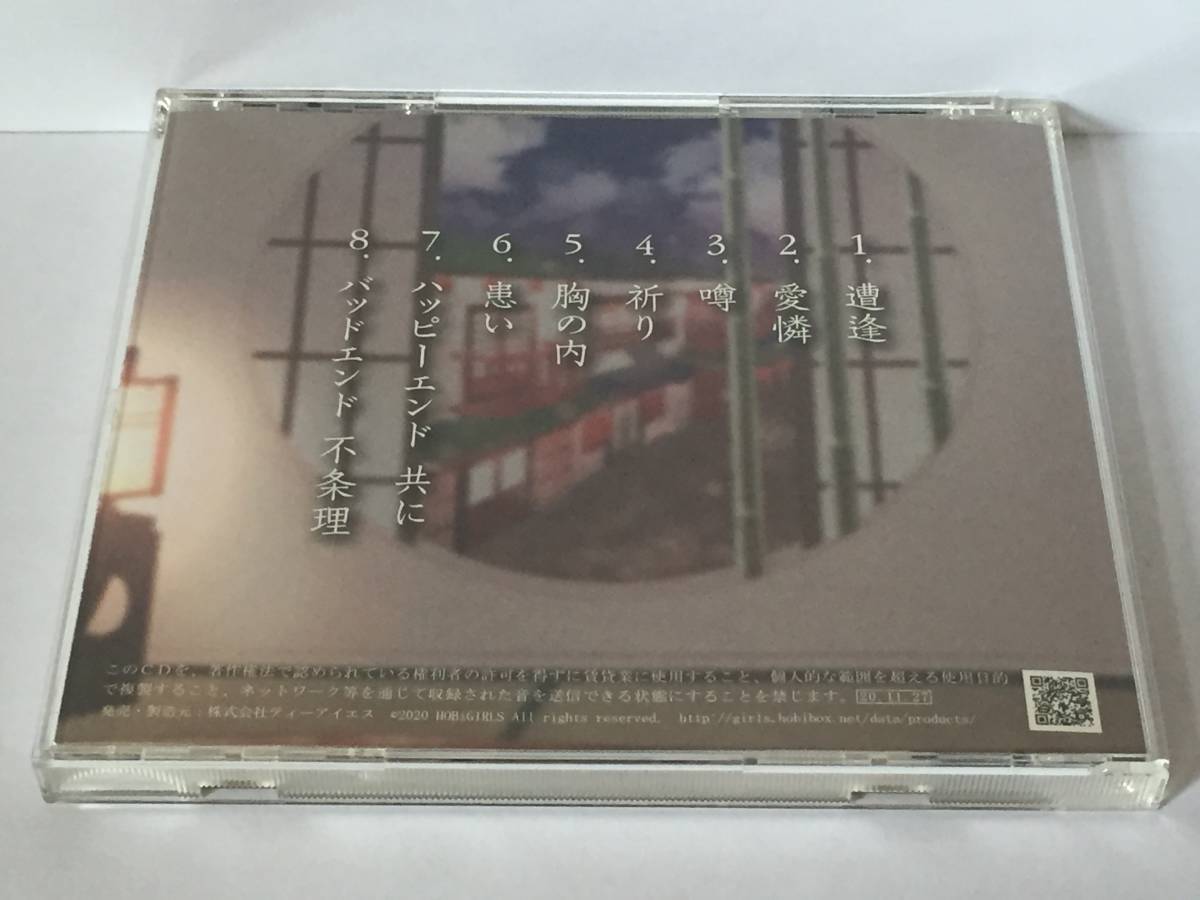 1. 遭逢
2. 愛憐
3. 噂
4. 祈り
5. 胸の内
6. 患い
7. ハッピーエンド 共に
8. バッドエンド 不条理
このCDを、著作権法で認められている権利者の許可を得ずに賃貸業に使用すること、個人的な範囲を超える使用目的
で複製すること、ネットワーク等を通じて収録された音を送信できる状態にすることを禁じます。 20.11.27
発売・製造元：株式会社ティーアイエス ©2020 HOBiGIRLS All rights reserved. http://girls.hobibox.net/data/products/